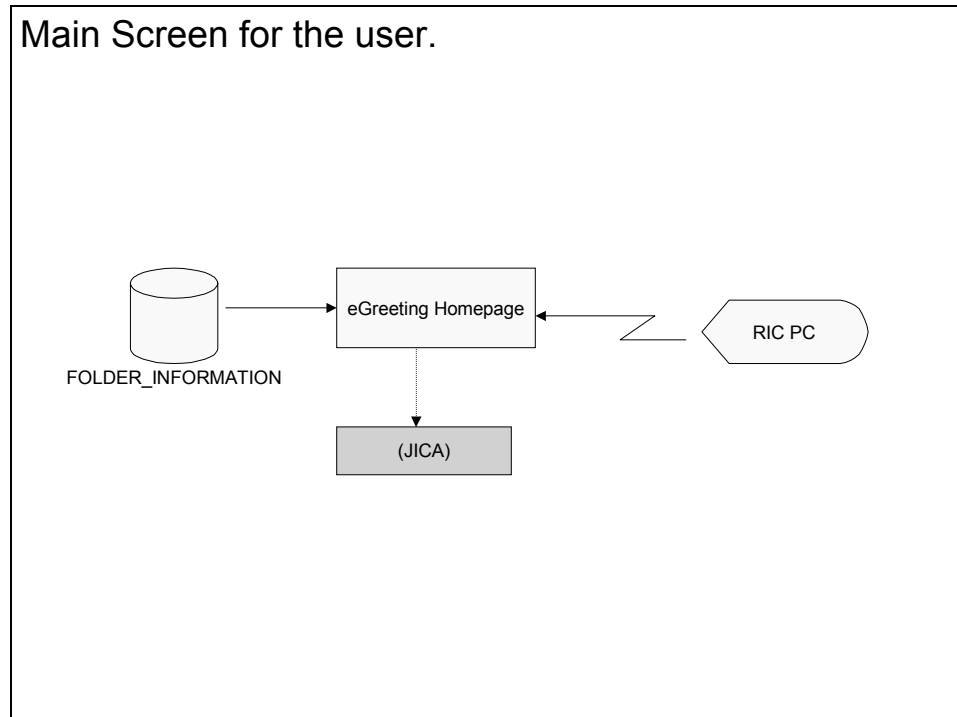 Main Screen for the user.
eGreeting Homepage
RIC PC
FOLDER_INFORMATION
(JICA)